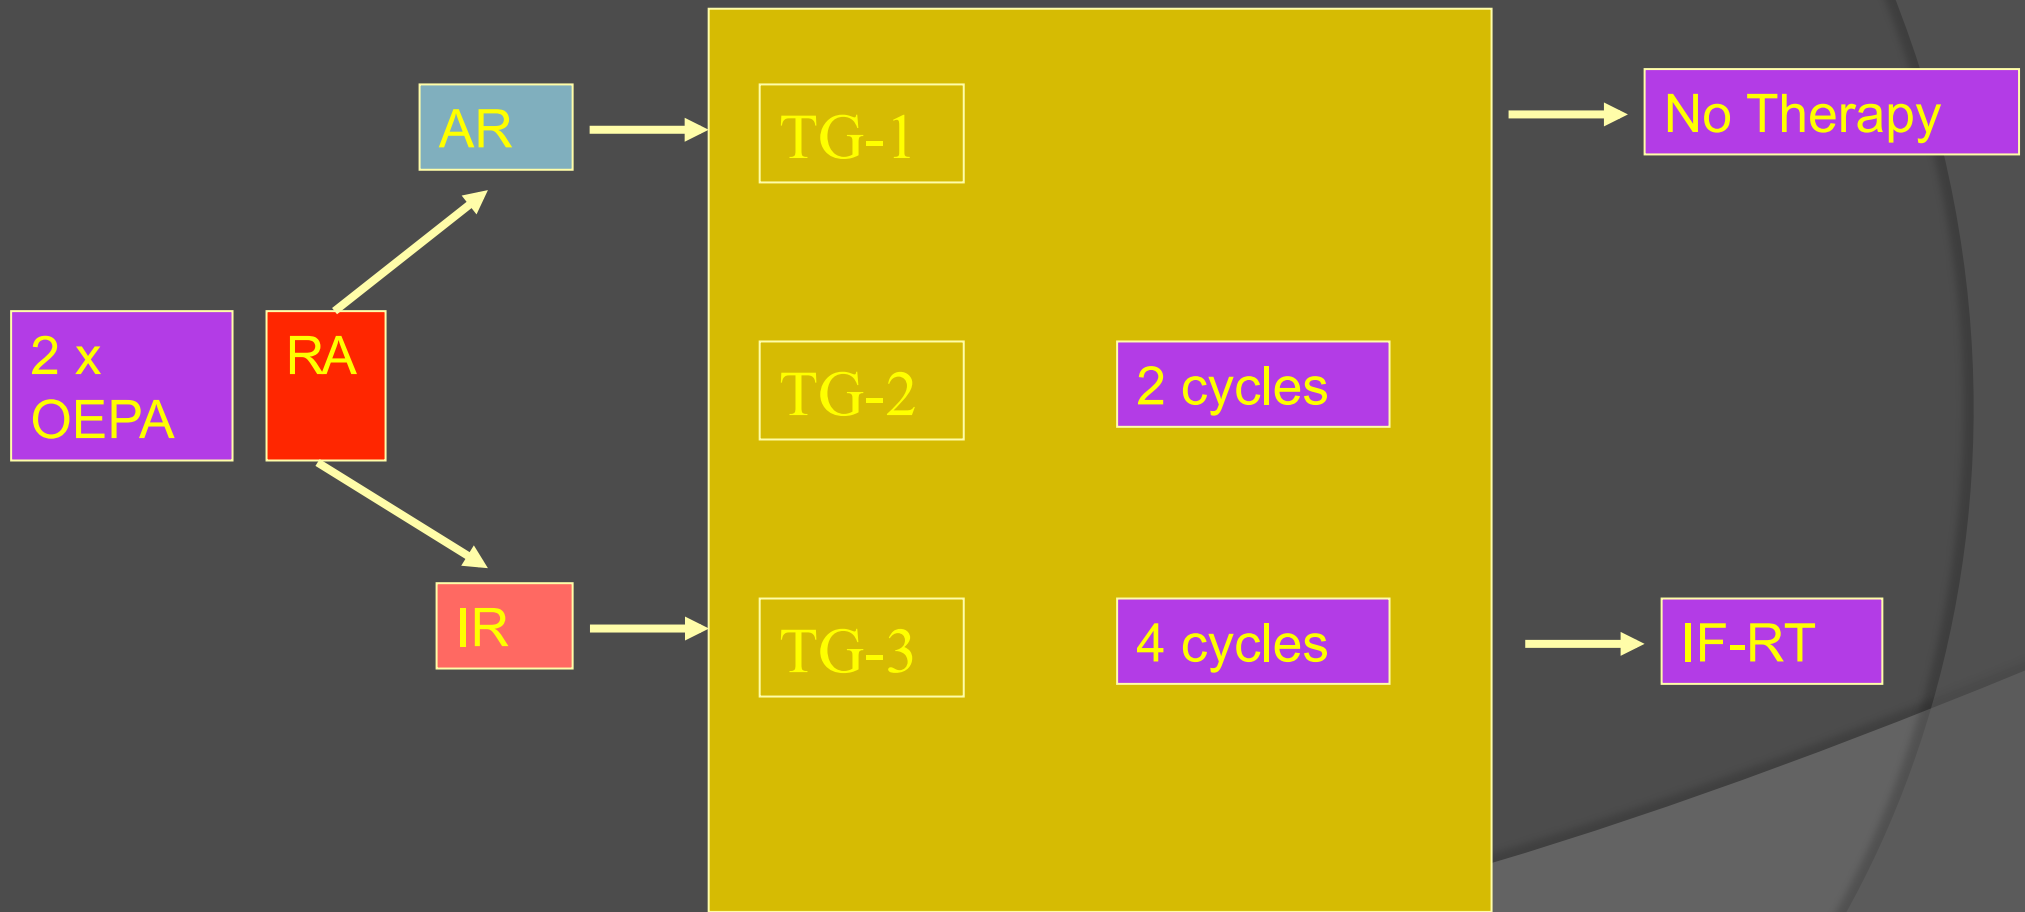 AR
TG-1
No Therapy
2 x
OEPA
RA
TG-2
2 cycles
IR
TG-3
4 cycles
IF-RT